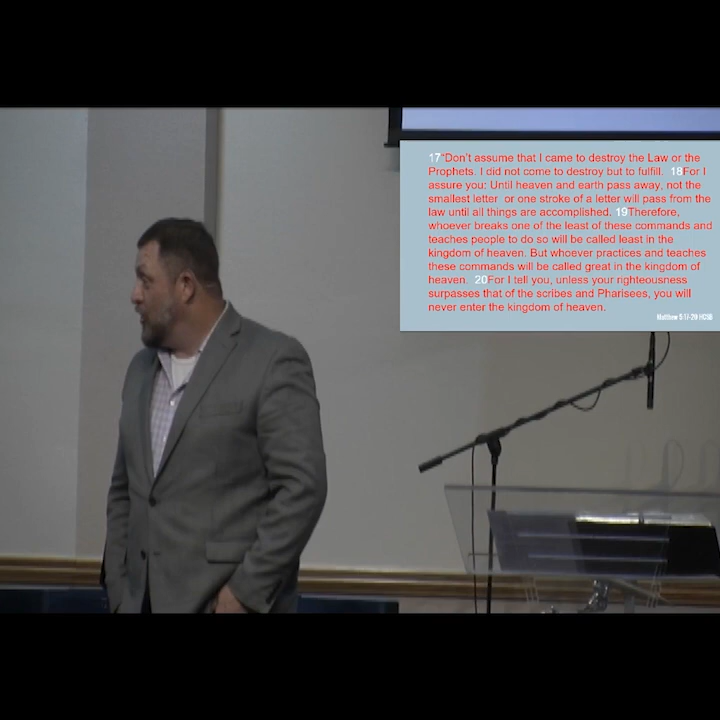 17"Don't assume that I came to destroy the Law or the
Prophets. I did not come to destroy but to fulfill. 18For I
assure you: Until heaven and earth pass away, not the
smallest letter or one stroke of a letter will pass from the
law until all things are accomplished. 19Therefore,
whoever breaks one of the least of these commands and
teaches people to do so will be called least in the
kingdom of heaven. But whoever practices and teaches
these commands will be called great in the kingdom of
heaven. 20For I tell you, unless your righteousness
surpasses that of the scribes and Pharisees, you will
never enter the kingdom of heaven.
Matthew 5:17-20 HCSB